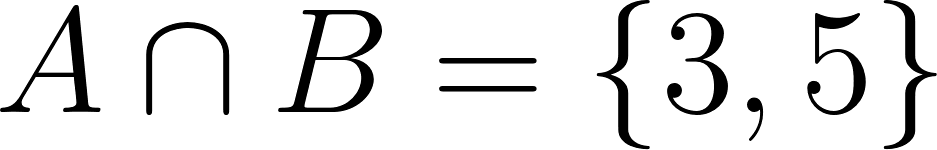 A ∩ B = {3, 5}